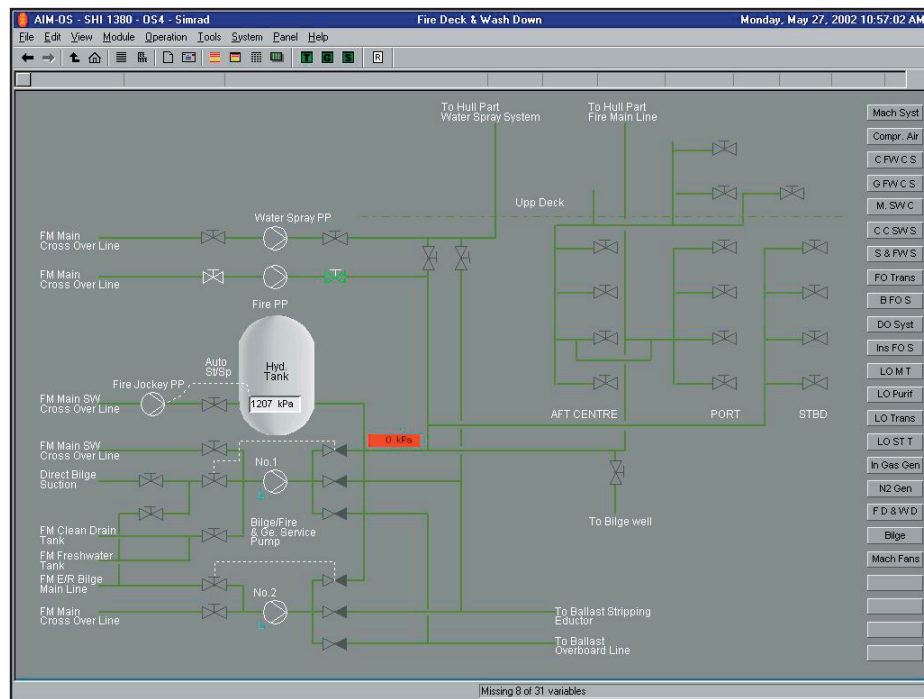 AIM-OS - SHI 1380 - OS4 - Simrad
Fire Deck & Wash Down
Monday, May 27, 2002 10:57:02 AM
File Edit View Module Operation Tools System Panel Help
T G S R
To Hull Part
Water Spray System
To Hull Part
Fire Main Line
Upp Deck
Water Spray PP
FM Main
Cross Over Line
FM Main
Cross Over Line
Fire PP
Auto
St/Sp
Hyd.
Tank
Fire Jockey PP
1207 kPa
FM Main SW
Cross Over Line
AFT CENTRE
PORT
STBD
0 kPa
FM Main SW
Cross Over Line
No.1
Direct Bilge
Suction
L
Bilge/Fire
& Ge. Service
Pump
To Bilge well
FM Clean Drain
Tank
FM Freshwater
Tank
FM E/R Bilge
Main Line
No.2
FM Main
Cross Over Line
L
To Ballast Stripping
Eductor
To Ballast
Overboard Line
Mach Syst
Compr. Air
C FW C S
G FW C S
M. SW C
C C SW S
S & FW S
FO Trans
B FO S
DO Syst
Ins FO S
LO M T
LO Purif
LO Trans
LO ST T
In Gas Gen
N2 Gen
F D & W D
Bilge
Mach Fans
Missing 8 of 31 variables